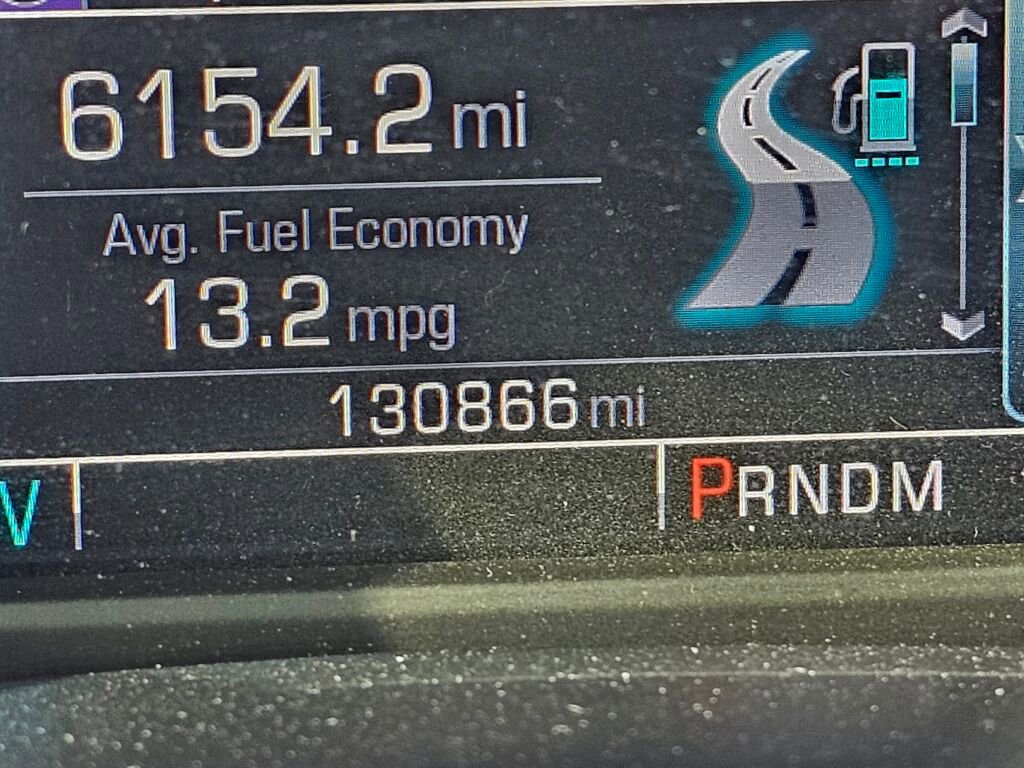 6154.2 mi
Avg. Fuel Economy
13.2 mpg
130866 mi
V
PRNDM